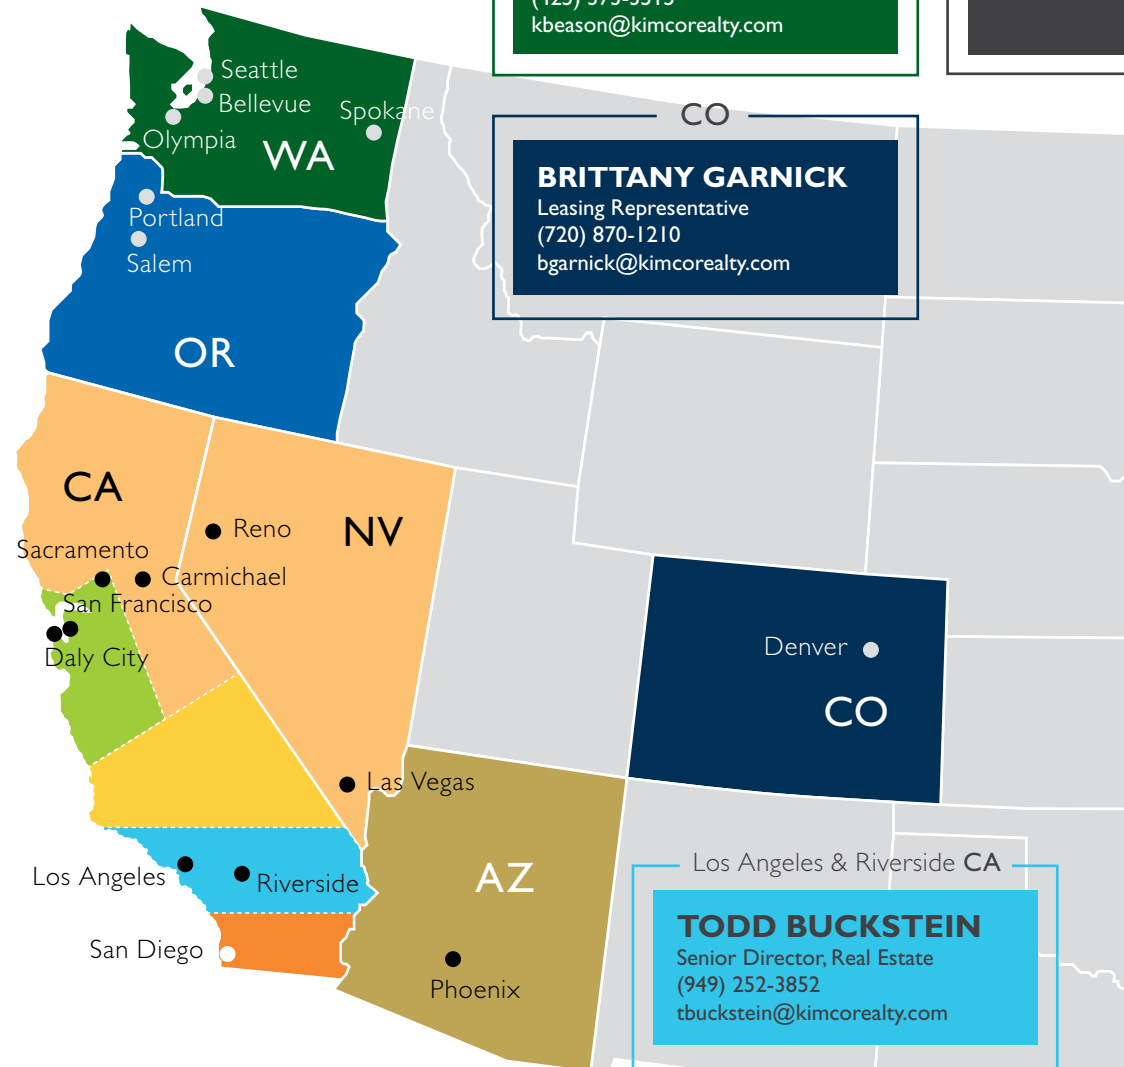 kbeason@kimcorealty.com
CO
BRITTANY GARNICK
Leasing Representative
(720) 870-1210
bgarnick@kimcorealty.com
Seattle
Bellevue
Spokane
Olympia
WA
Portland
Salem
OR
CA
NV
Reno
Sacramento
Carmichael
San Francisco
Daly City
Denver
CO
Las Vegas
Los Angeles
Riverside
AZ
San Diego
Phoenix
Los Angeles & Riverside CA
TODD BUCKSTEIN
Senior Director, Real Estate
(949) 252-3852
tbuckstein@kimcorealty.com